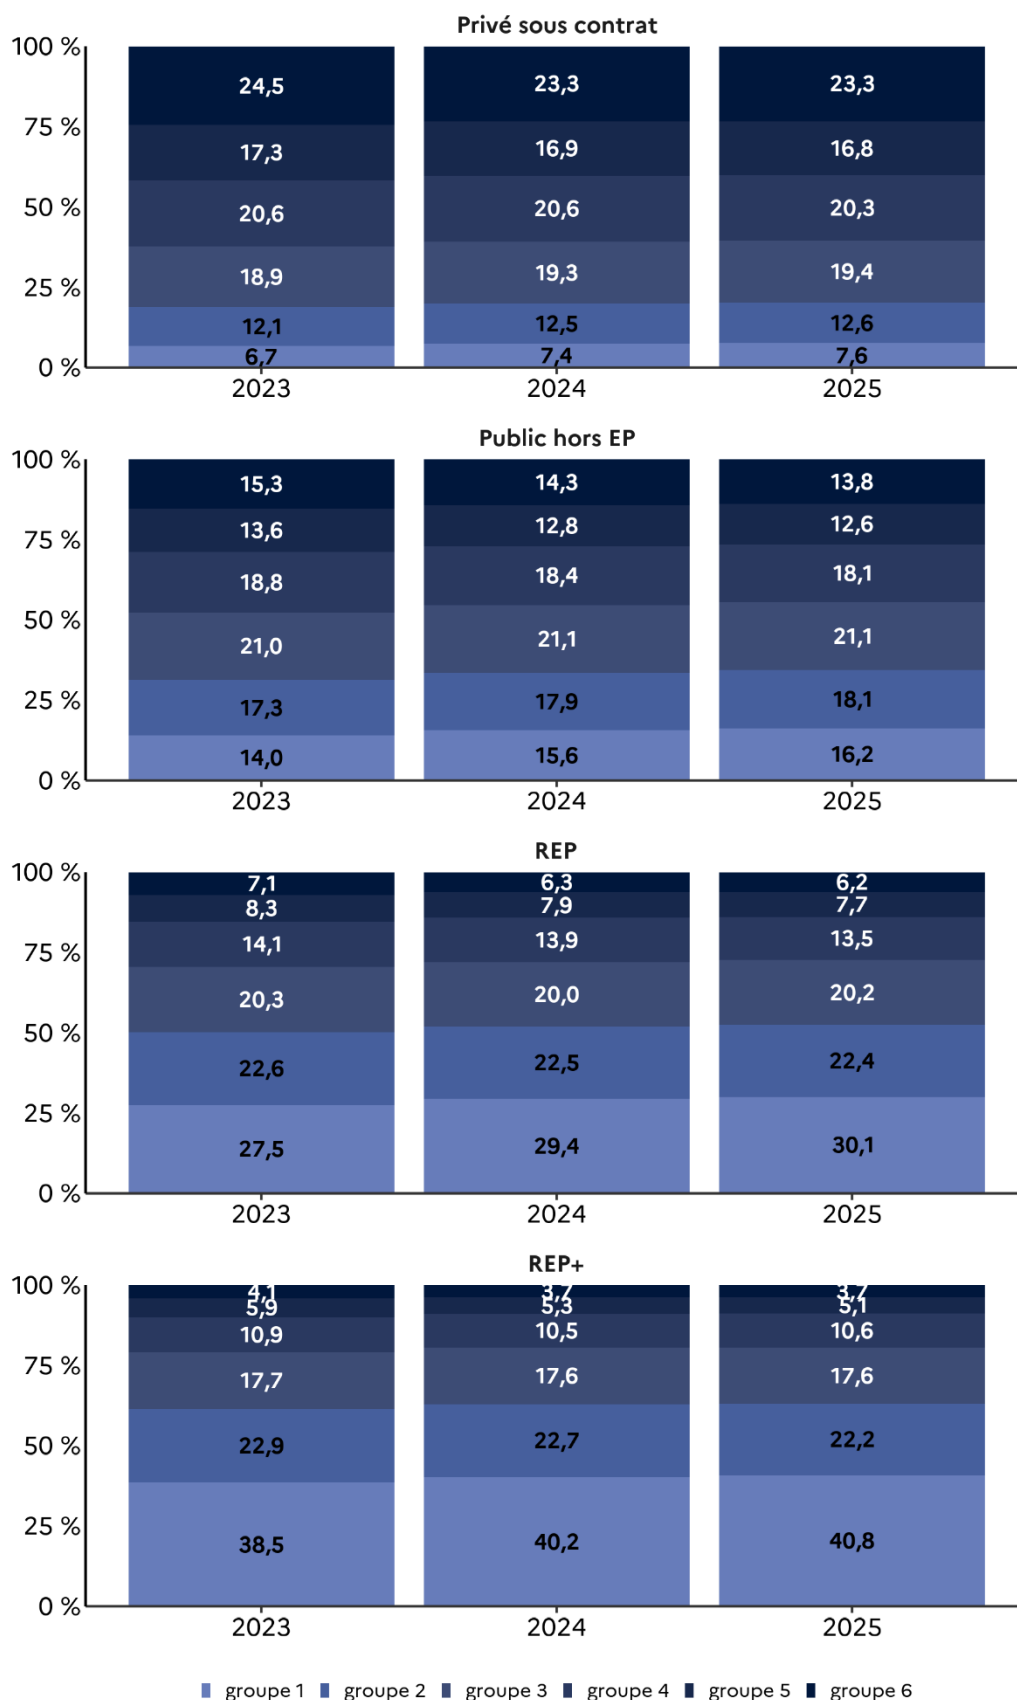 Privé sous contrat
100 %
24,5 23,3 23,3
75 %
17,3 16,9 16,8
50 %
20,6 20,6 20,3
25 %
18,9 19,3 19,4
12,1 12,5 12,6
6,7 7,4 7,6
0 %
2023 2024 2025
Public hors EP
100 %
15,3 14,3 13,8
75 %
13,6 12,8 12,6
18,8 18,4 18,1
50 %
21,0 21,1 21,1
25 %
17,3 17,9 18,1
14,0 15,6 16,2
0 %
2023 2024 2025
REP
100 %
7,1 6,3 6,2
8,3 7,9 7,7
75 %
14,1 13,9 13,5
20,3 20,0 20,2
50 %
22,6 22,5 22,4
25 %
27,5 29,4 30,1
0 %
2023 2024 2025
REP+
100 %
4,1 3,7 3,7
5,9 5,3 5,1
10,9 10,5 10,6
75 %
17,7 17,6 17,6
50 %
22,9 22,7 22,2
25 %
38,5 40,2 40,8
0 %
2023 2024 2025
groupe 1 groupe 2 groupe 3 groupe 4 groupe 5 groupe 6